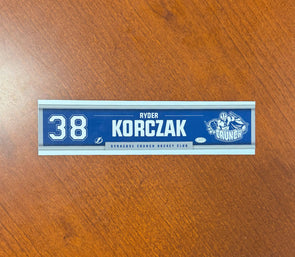 38
RYDER
KORCZAK
CRUNCH
SYRACUSE CRUNCH HOCKEY CLUB